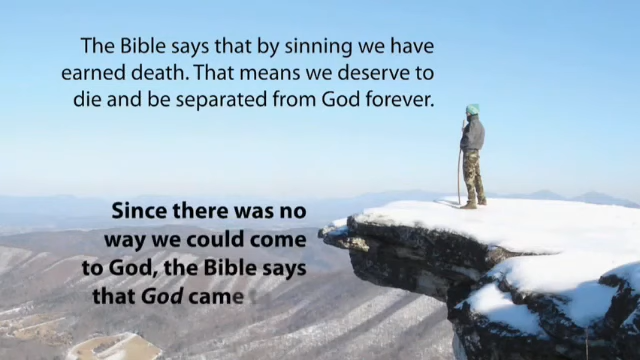 The Bible says that by sinning we have
earned death. That means we deserve to
die and be separated from God forever.
Since there was no
way we could come
to God, the Bible says
that God came